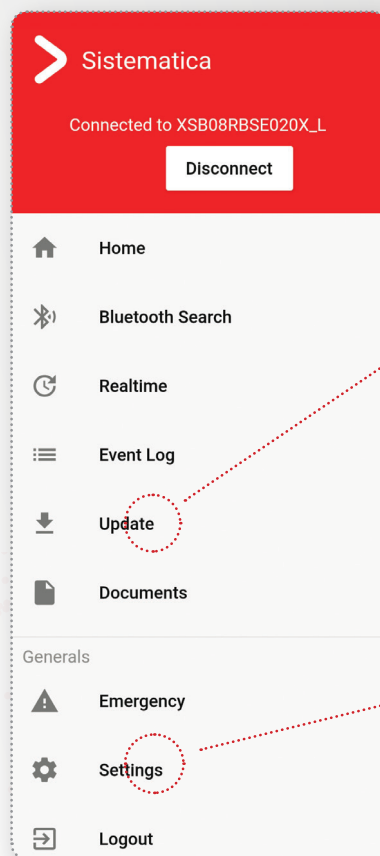 Sistematica
Connected to XSB08RBSE020X_L
Disconnect
Home
Bluetooth Search
Realtime
Event Log
Update
Documents
Generals
Emergency
Settings
Logout